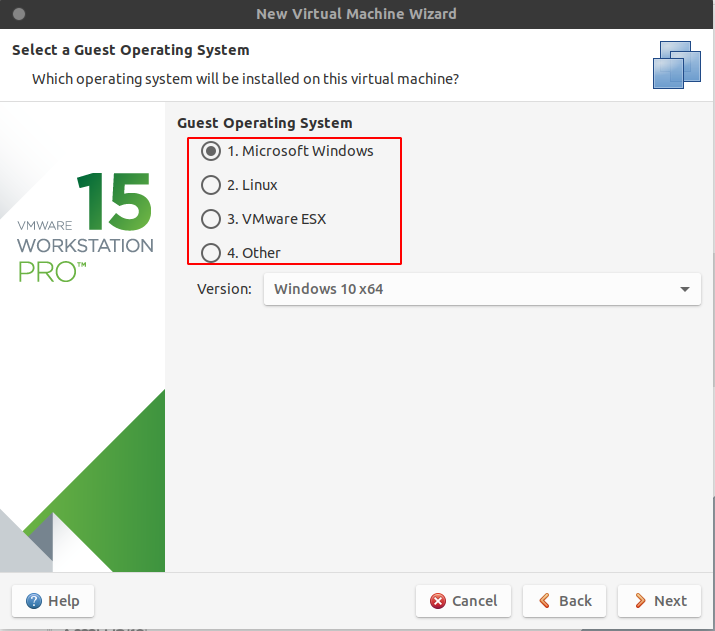 New Virtual Machine Wizard
Select a Guest Operating System
Which operating system will be installed on this virtual machine?
Guest Operating System
1. Microsoft Windows
2. Linux
3. VMware ESX
4. Other
Version: Windows 10 x64
15
VMWARE
WORKSTATION
PRO™
Help Cancel Back Next